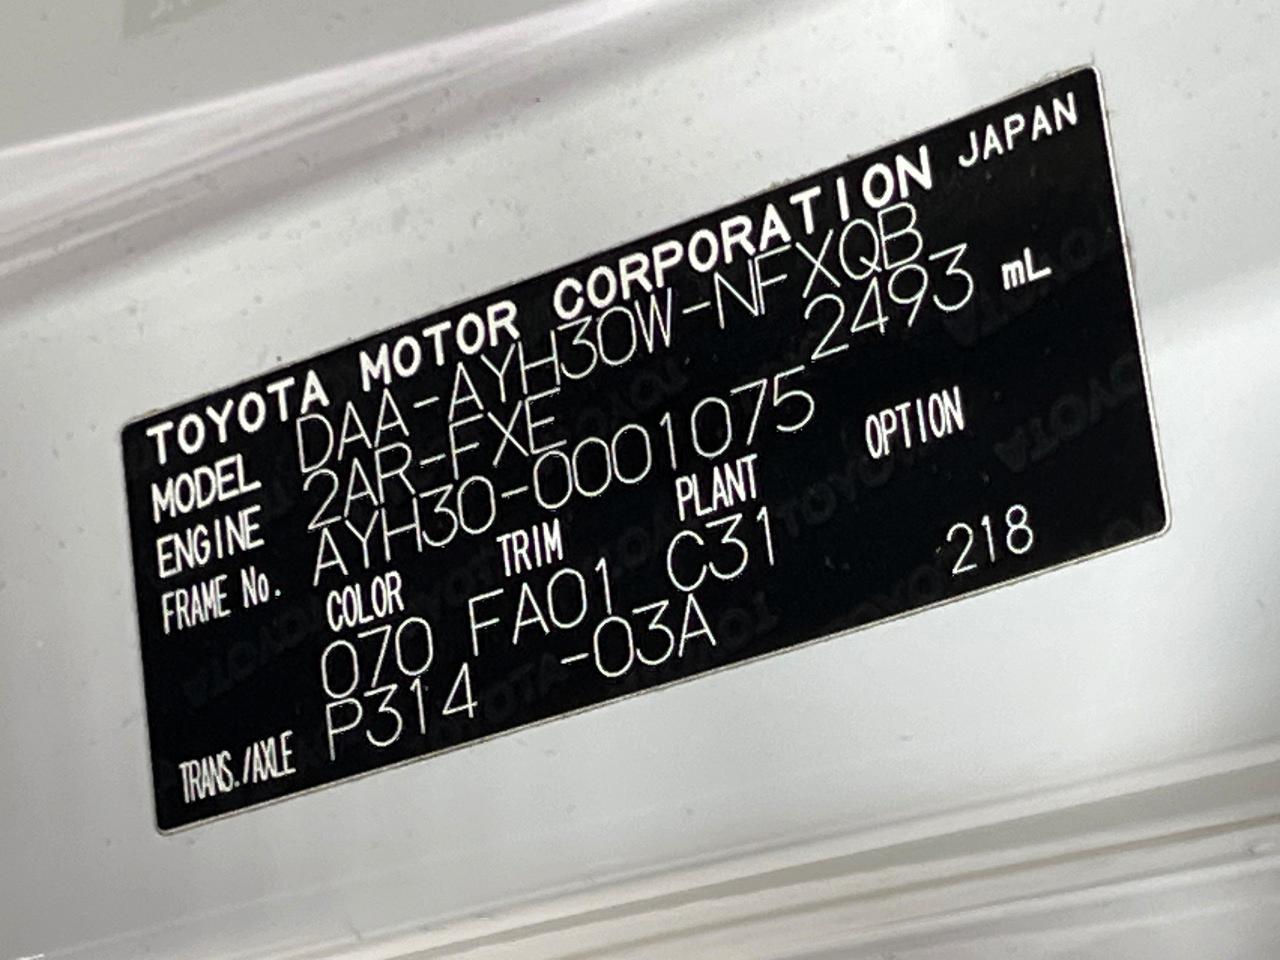 TOYOTA MOTOR CORPORATION JAPAN
MODEL DAA-AYH30W-NFXQB
ENGINE 2AR-FXE 2493 mL
FRAME No. AYH30-0001075
COLOR TRIM PLANT OPTION
070 FA01 C31 218
TRANS./AXLE P314 -03A